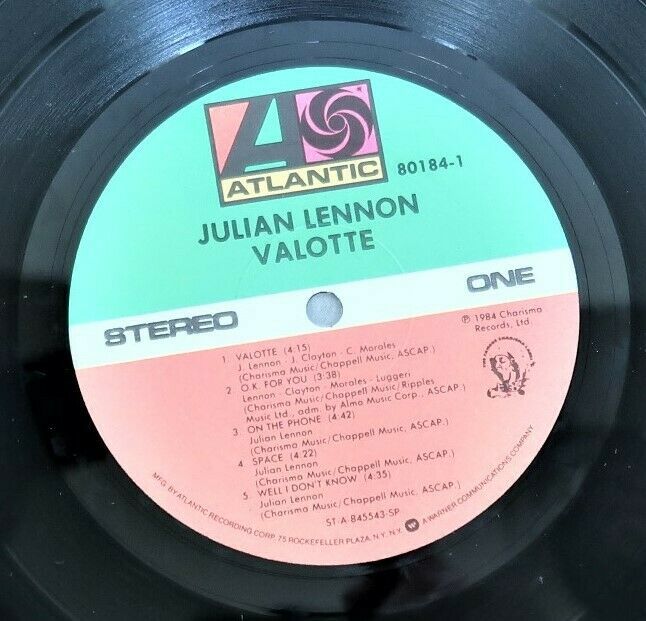 ATLANTIC
80184-1
JULIAN LENNON
VALOTTE
STEREO
ONE
℗ 1984 Charisma
Records, Ltd.
1. VALOTTE (4:15)
J. Lennon - J. Clayton - C. Morales
(Charisma Music/Chappell Music, ASCAP.)
2. O.K. FOR YOU (3:38)
Lennon - Clayton - Morales - Luggeri
(Charisma Music/Chappell Music/Ripples
Music Ltd., adm. by Almo Music Corp., ASCAP.)
3. ON THE PHONE (4:42)
Julian Lennon
(Charisma Music/Chappell Music, ASCAP.)
4. SPACE (4:22)
Julian Lennon
(Charisma Music/Chappell Music, ASCAP.)
5. WELL I DON'T KNOW (4:35)
Julian Lennon
(Charisma Music/Chappell Music, ASCAP.)
ST-A-845543-SP
MFG. BY ATLANTIC RECORDING CORP., 75 ROCKEFELLER PLAZA, N.Y., N.Y. A WARNER COMMUNICATIONS COMPANY